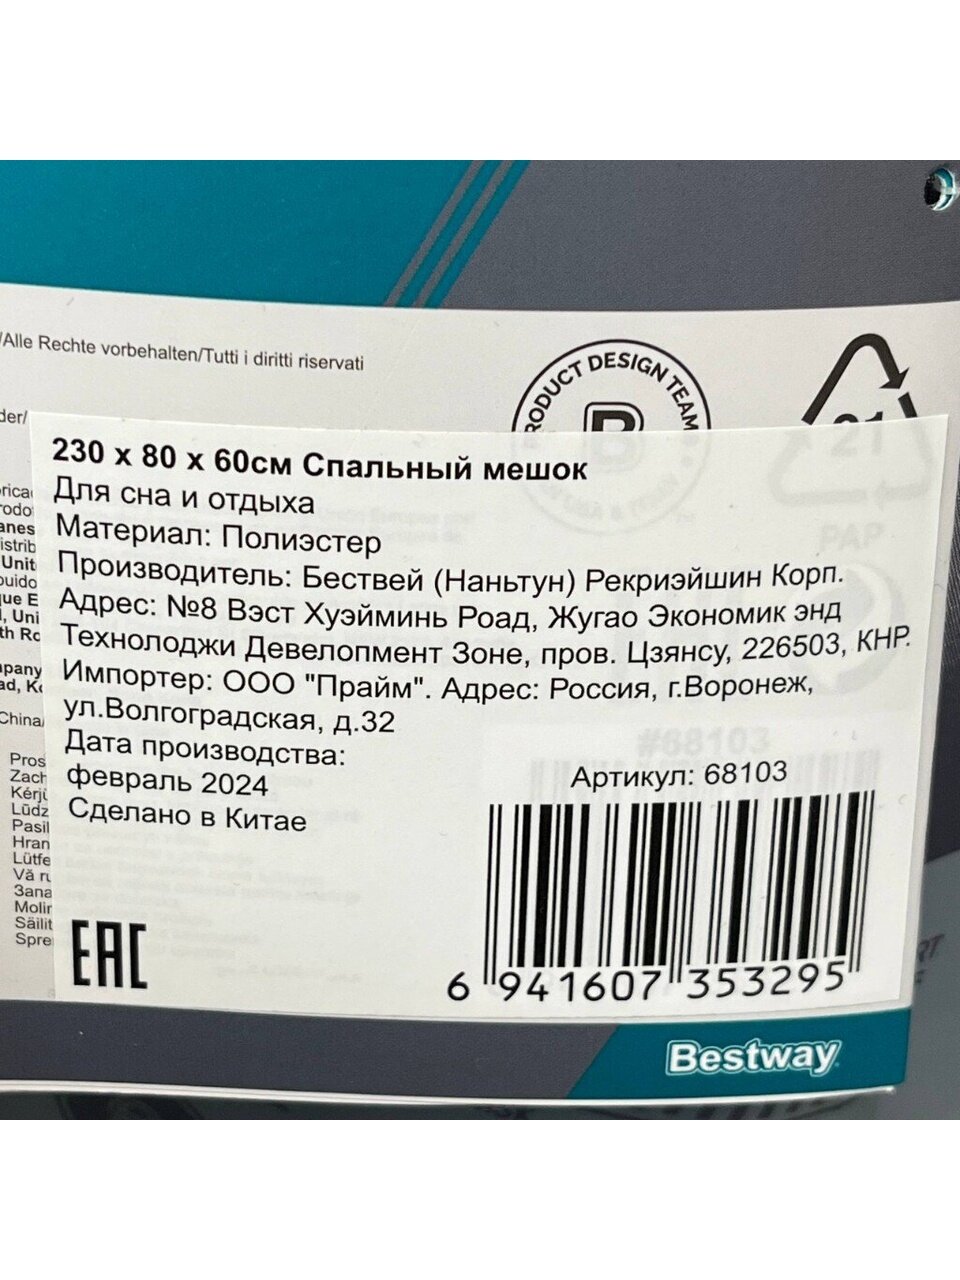 /Alle Rechte vorbehalten/Tutti i diritti riservati
PRODUCT DESIGN TEAM
B
21
der/
230 x 80 x 60см Спальный мешок
Для сна и отдыха
Материал: Полиэстер
Производитель: Бествей (Наньтун) Рекриэйшин Корп.
Адрес: №8 Вэст Хуэйминь Роад, Жугао Экономик энд
Технолоджи Девелопмент Зоне, пров. Цзянсу, 226503, КНР.
Импортер: ООО "Прайм". Адрес: Россия, г.Воронеж,
ул.Волгоградская, д.32
Дата производства:
февраль 2024
Сделано в Китае
PAP
#68103
Артикул: 68103
6 941607 353295
EAC
China/
Bestway